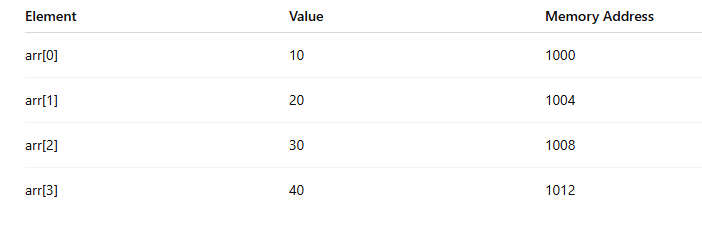 Element Value Memory Address
arr[0] 10 1000
arr[1] 20 1004
arr[2] 30 1008
arr[3] 40 1012